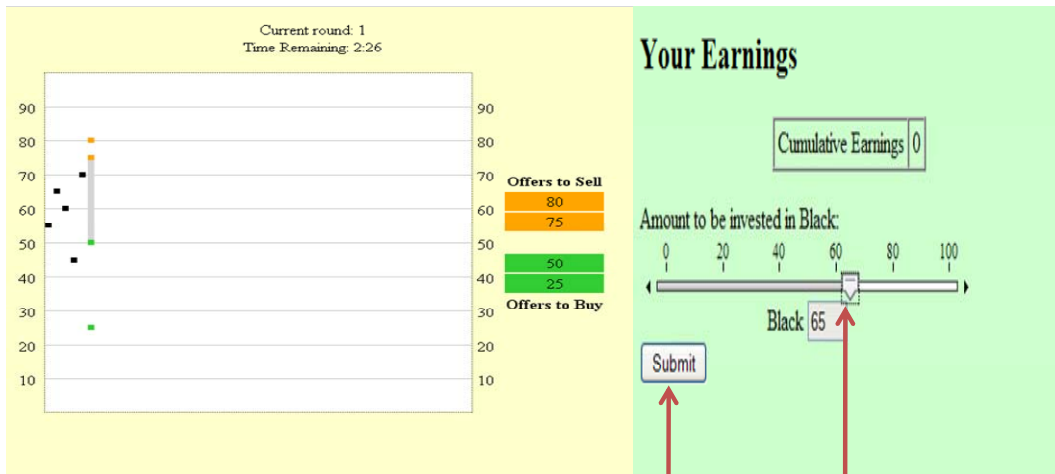 Current round: 1
Time Remaining: 2:26
90
80
70
60
50
40
30
20
10
90
80
70
60
50
40
30
20
10
Offers to Sell
80
75
50
25
Offers to Buy
Your Earnings
Cumulative Earnings 0
Amount to be invested in Black:
0 20 40 60 80 100
Black 65
Submit